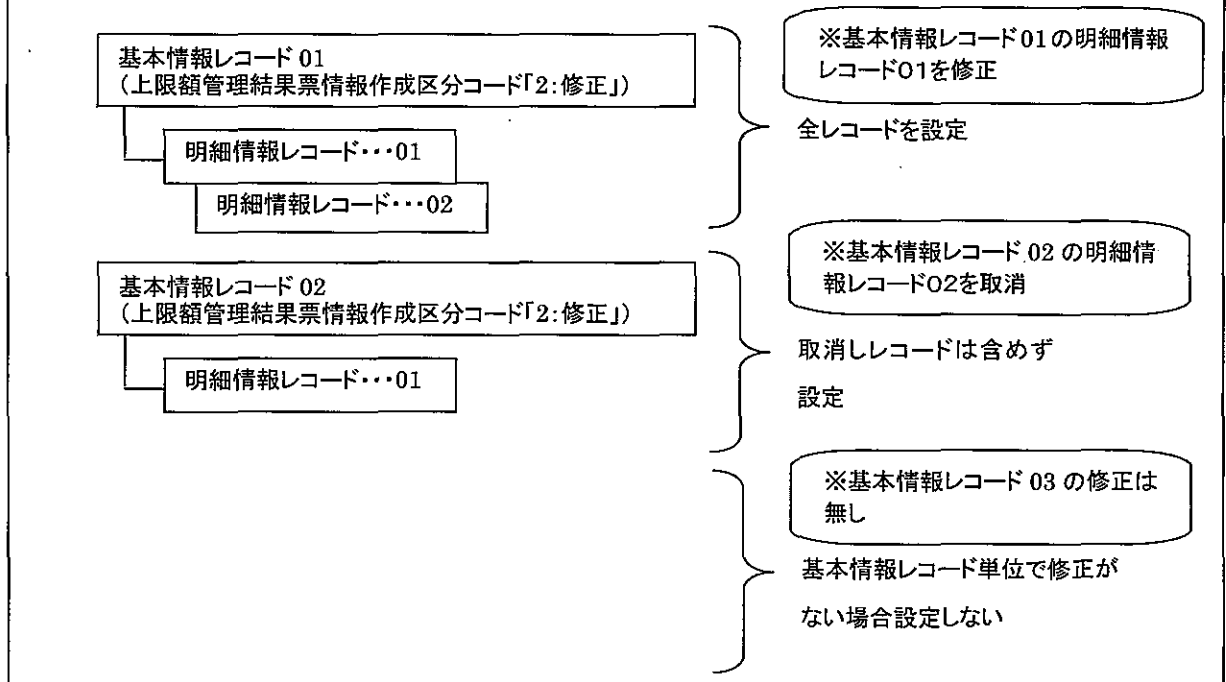 基本情報レコード 01
(上限額管理結果票情報作成区分コード「2:修正」)
明細情報レコード・・・01
明細情報レコード・・・02
※基本情報レコード01の明細情報
レコード01を修正
全レコードを設定
基本情報レコード 02
(上限額管理結果票情報作成区分コード「2:修正」)
明細情報レコード・・・01
※基本情報レコード 02 の明細情
報レコード02を取消
取消しレコードは含めず
設定
※基本情報レコード 03 の修正は
無し
基本情報レコード単位で修正が
ない場合設定しない